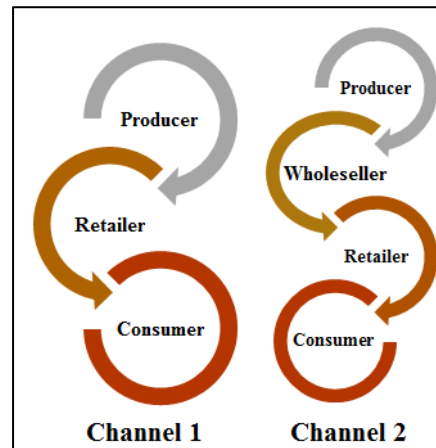 Producer
Retailer
Consumer
Channel 1
Producer
Wholeseller
Retailer
Consumer
Channel 2